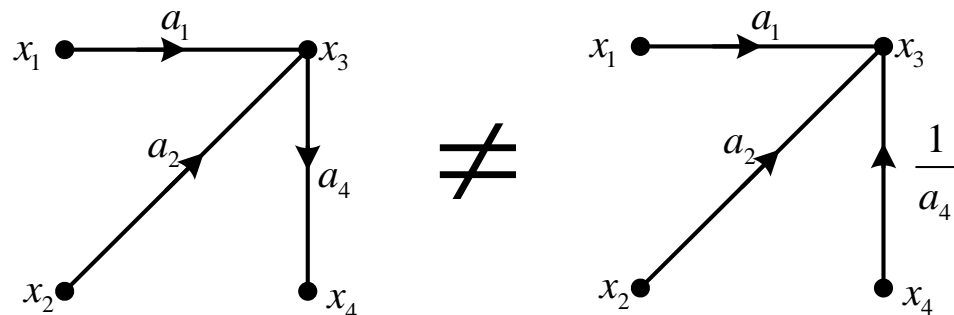 a₁
x₁
x₃
a₂
a₄
x₂
x₄
≠
a₁
x₁
x₃
a₂
1/a₄
x₂
x₄